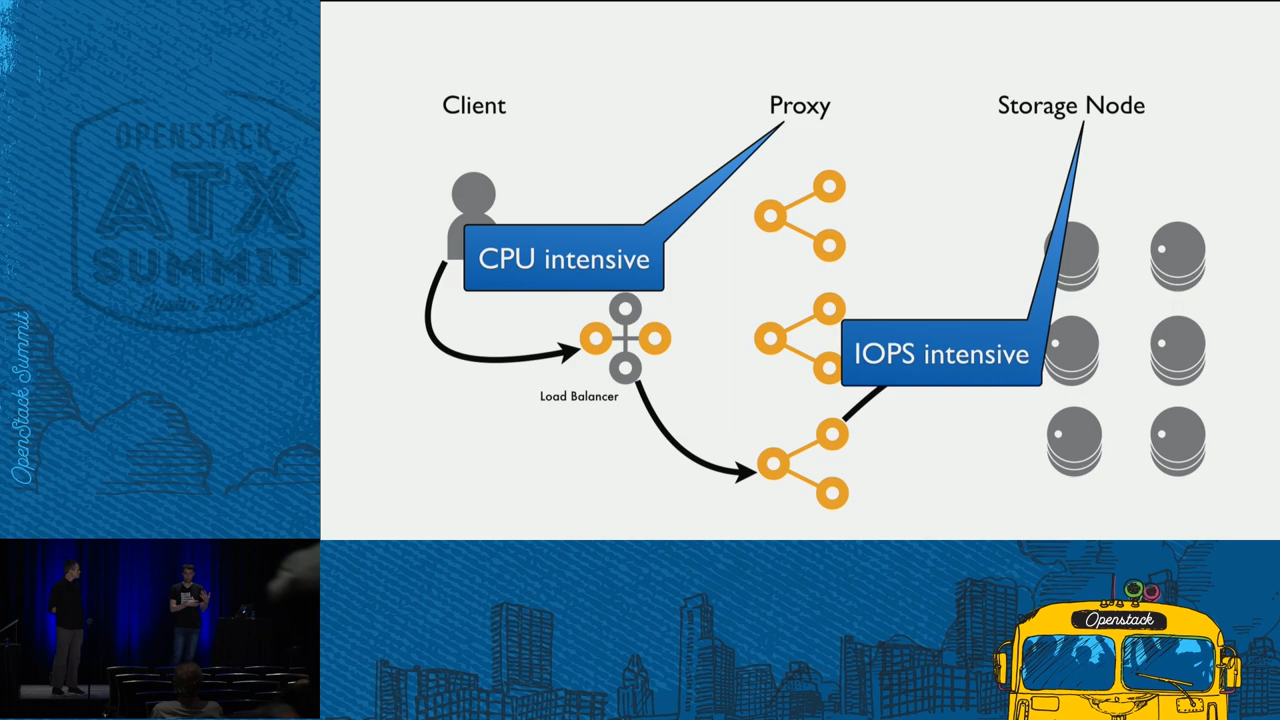 Client
Proxy
Storage Node
CPU intensive
IOPS intensive
Load Balancer
OPENSTACK
ATX
SUMMIT
OpenStack Summit
Openstack